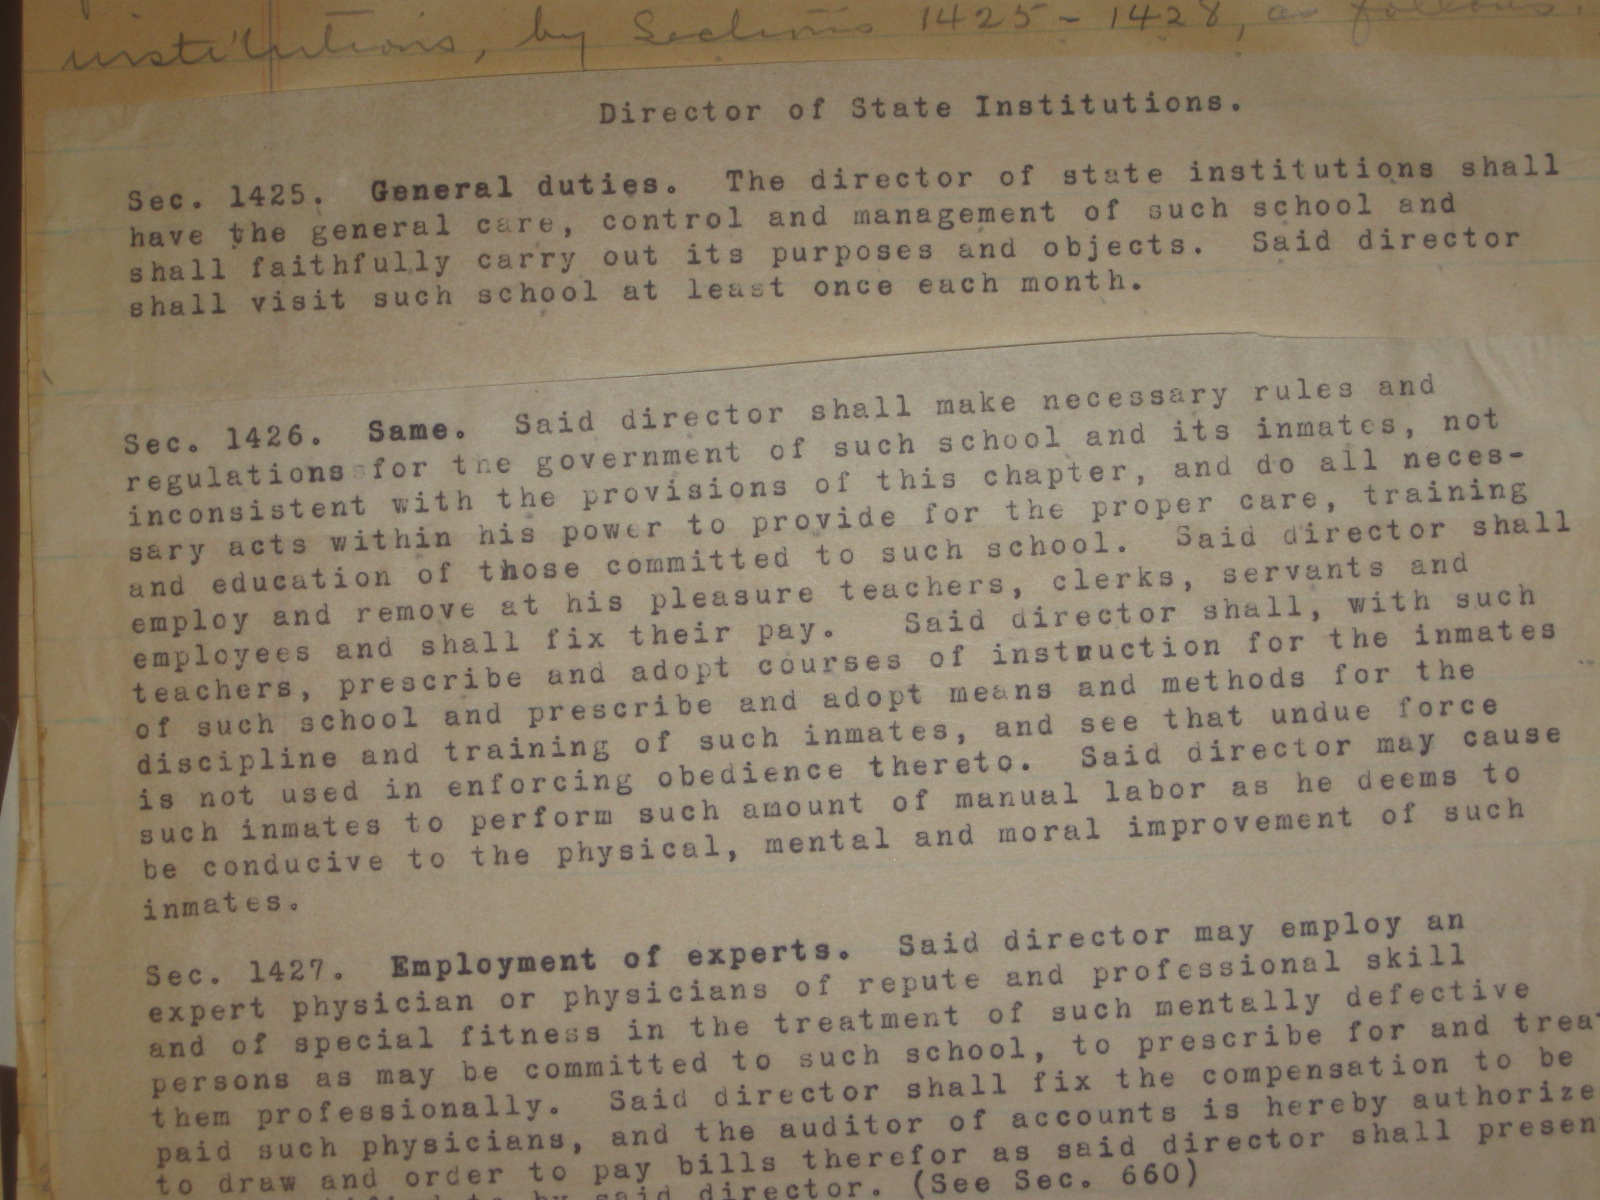 institutions, by Sections 1425-1428, as follows:
Director of State Institutions.
Sec. 1425. General duties. The director of state institutions shall
have the general care, control and management of such school and
shall faithfully carry out its purposes and objects. Said director
shall visit such school at least once each month.
Sec. 1426. Same. Said director shall make necessary rules and
regulations for the government of such school and its inmates, not
inconsistent with the provisions of this chapter, and do all neces-
sary acts within his power to provide for the proper care, training
and education of those committed to such school. Said director shall
employ and remove at his pleasure teachers, clerks, servants and
employees and shall fix their pay. Said director shall, with such
teachers, prescribe and adopt courses of instruction for the inmates
of such school and prescribe and adopt means and methods for the
discipline and training of such inmates, and see that undue force
is not used in enforcing obedience thereto. Said director may cause
such inmates to perform such amount of manual labor as he deems to
be conducive to the physical, mental and moral improvement of such
inmates.
Sec. 1427. Employment of experts. Said director may employ an
expert physician or physicians of repute and professional skill
and of special fitness in the treatment of such mentally defective
persons as may be committed to such school, to prescribe for and treat
them professionally. Said director shall fix the compensation to be
paid such physicians, and the auditor of accounts is hereby authorize
to draw and order to pay bills therefor as said director shall presen
to by said director. (See Sec. 660)